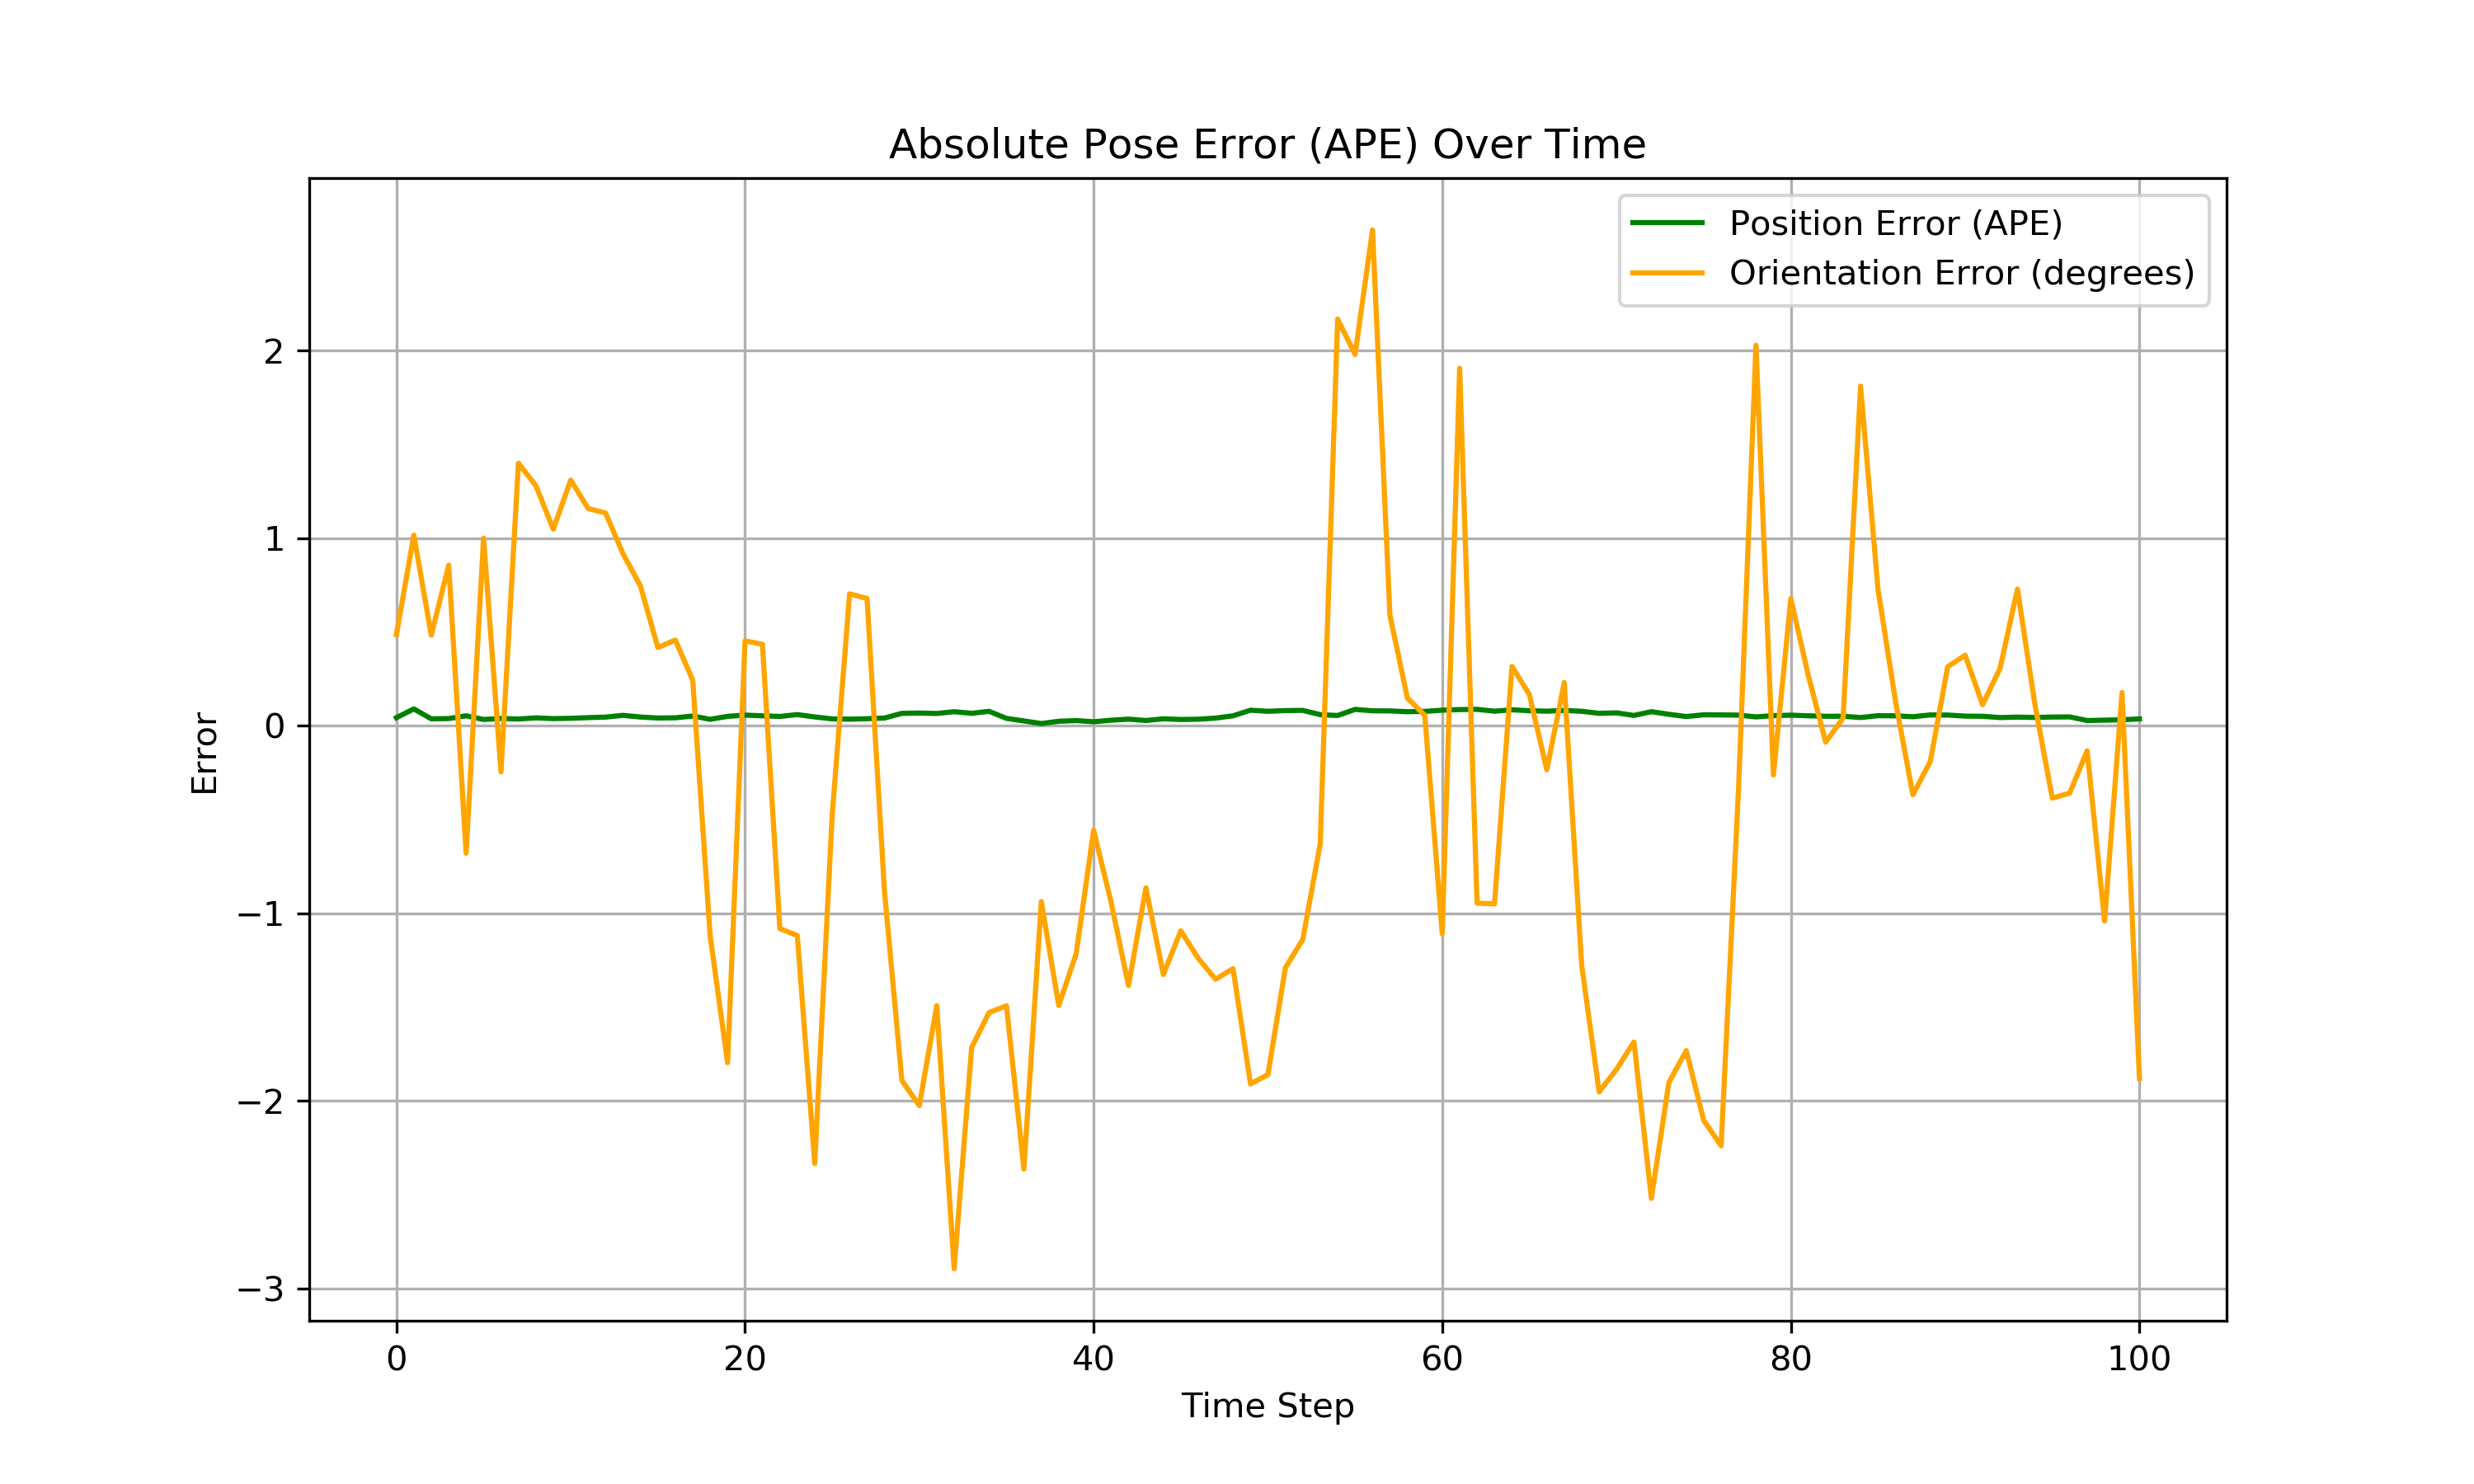 Absolute Pose Error (APE) Over Time
Position Error (APE)
Orientation Error (degrees)
Error
2
1
0
−1
−2
−3
0 20 40 60 80 100
Time Step